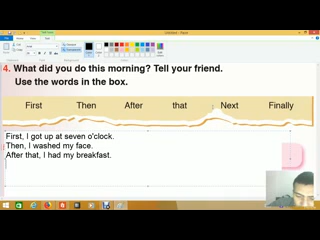 4. What did you do this morning? Tell your friend.
Use the words in the box.
First Then After that Next Finally
First, I got up at seven o'clock.
Then, I washed my face.
After that, I had my breakfast.